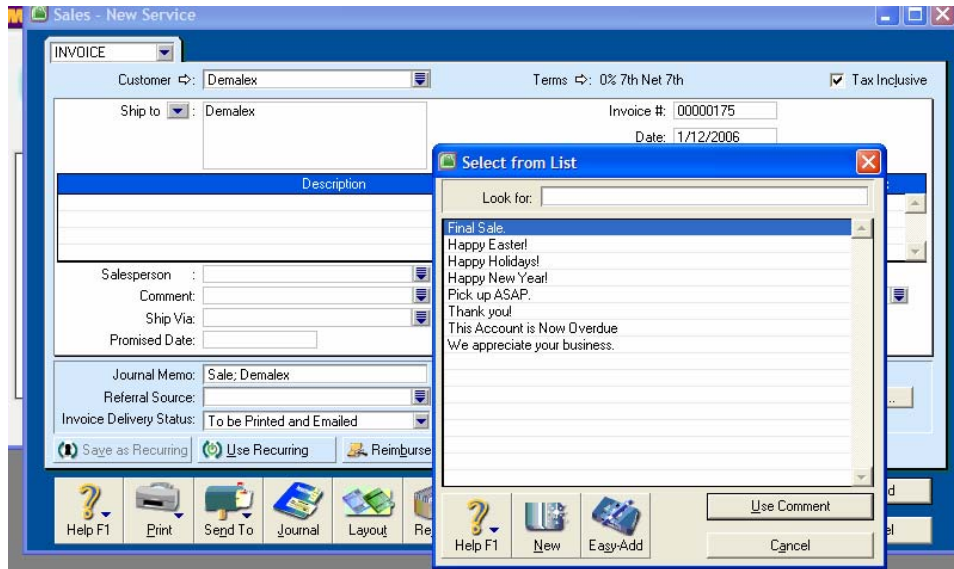 Sales - New Service
INVOICE
Customer ⇨: Demalex Terms ⇨: 0% 7th Net 7th Tax Inclusive
Ship to : Demalex Invoice #: 00000175
Date: 1/12/2006
Description
Salesperson :
Comment:
Ship Via:
Promised Date:
Journal Memo: Sale; Demalex
Referral Source:
Invoice Delivery Status: To be Printed and Emailed
Save as Recurring Use Recurring Reimburse
Help F1 Print Send To Journal Layout Re
Select from List
Look for:
Final Sale.
Happy Easter!
Happy Holidays!
Happy New Year!
Pick up ASAP.
Thank you!
This Account is Now Overdue
We appreciate your business.
Use Comment
Help F1 New Easy-Add Cancel